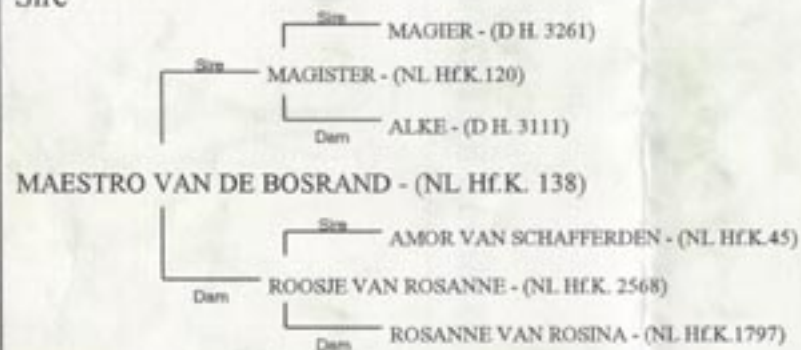 Sire
Sire MAGIER - (D H. 3261)
Sire MAGISTER - (NL Hf.K.120)
Dam ALKE - (D H. 3111)
MAESTRO VAN DE BOSRAND - (NL Hf.K. 138)
Sire AMOR VAN SCHAFFERDEN - (NL Hf.K.45)
Dam ROOSJE VAN ROSANNE - (NL Hf.K. 2568)
Dam ROSANNE VAN ROSINA - (NL Hf.K.1797)